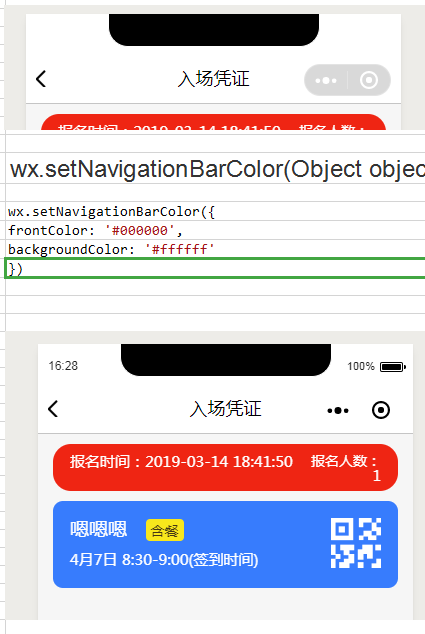 入场凭证
报名时间：2019-03-14 18:41:50 报名人数：
wx.setNavigationBarColor(Object objec
wx.setNavigationBarColor({
frontColor: '#000000',
backgroundColor: '#ffffff'
})
16:28 100%
入场凭证
报名时间：2019-03-14 18:41:50 报名人数：
1
嗯嗯嗯 含餐
4月7日 8:30-9:00(签到时间)